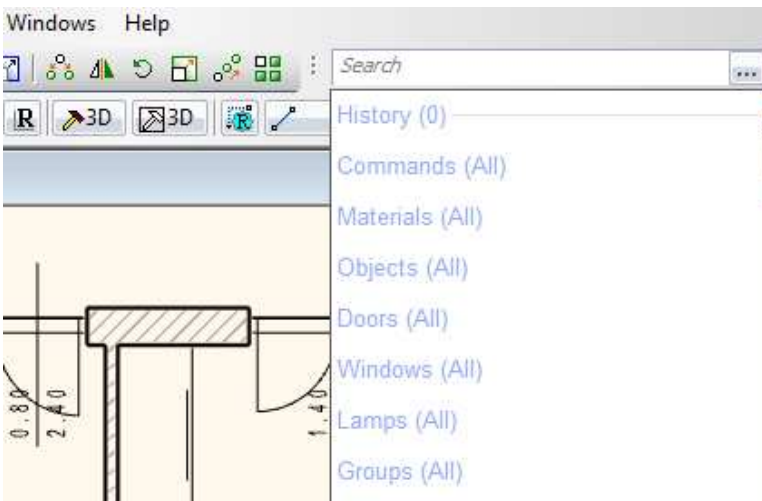 Windows Help
Search
...
R 3D 3D R
History (0)
Commands (All)
Materials (All)
Objects (All)
Doors (All)
Windows (All)
Lamps (All)
Groups (All)
0.80
2.40
1.40